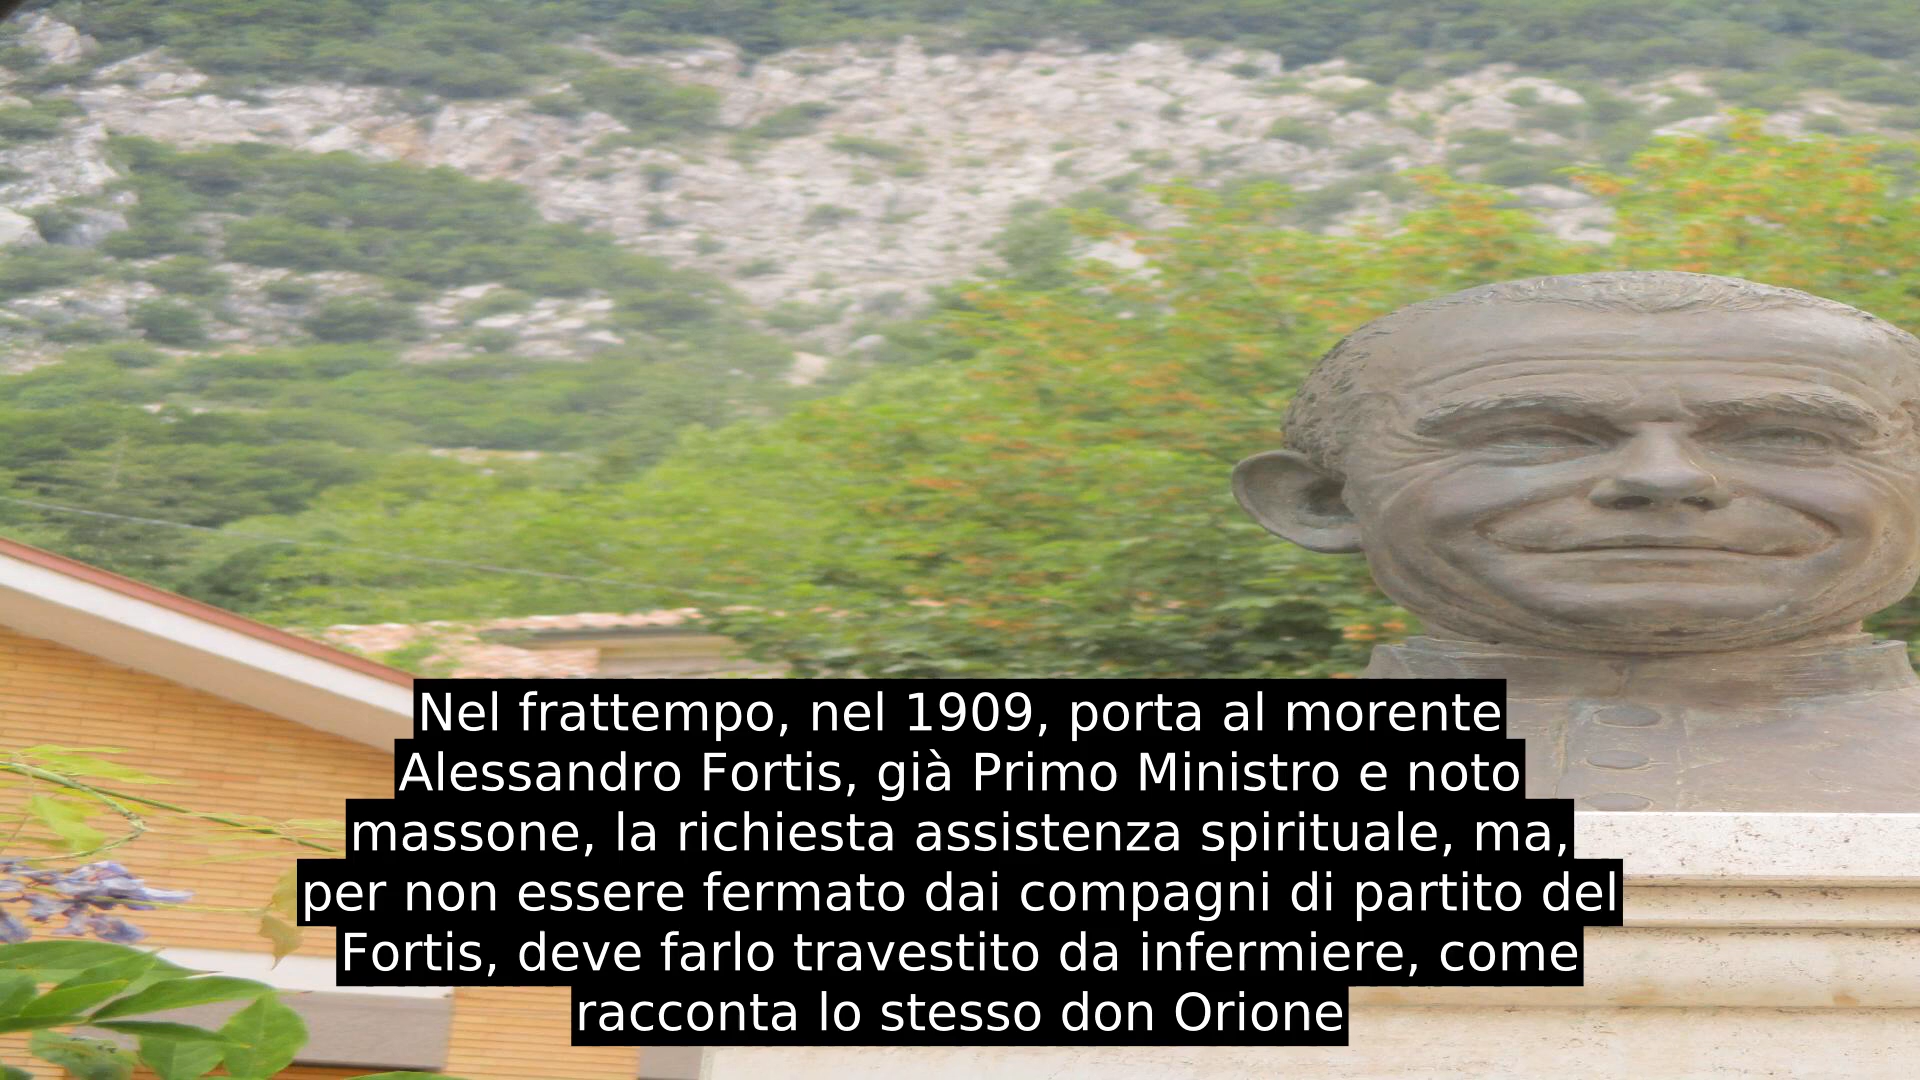 Nel frattempo, nel 1909, porta al morente
Alessandro Fortis, già Primo Ministro e noto
massone, la richiesta assistenza spirituale, ma,
per non essere fermato dai compagni di partito del
Fortis, deve farlo travestito da infermiere, come
racconta lo stesso don Orione